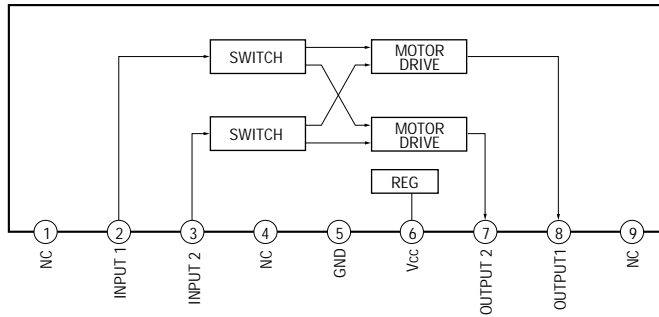 SWITCH
MOTOR
DRIVE
SWITCH
MOTOR
DRIVE
REG
1
2
3
4
5
6
7
8
9
NC
INPUT 1
INPUT 2
NC
GND
Vcc
OUTPUT 2
OUTPUT1
NC